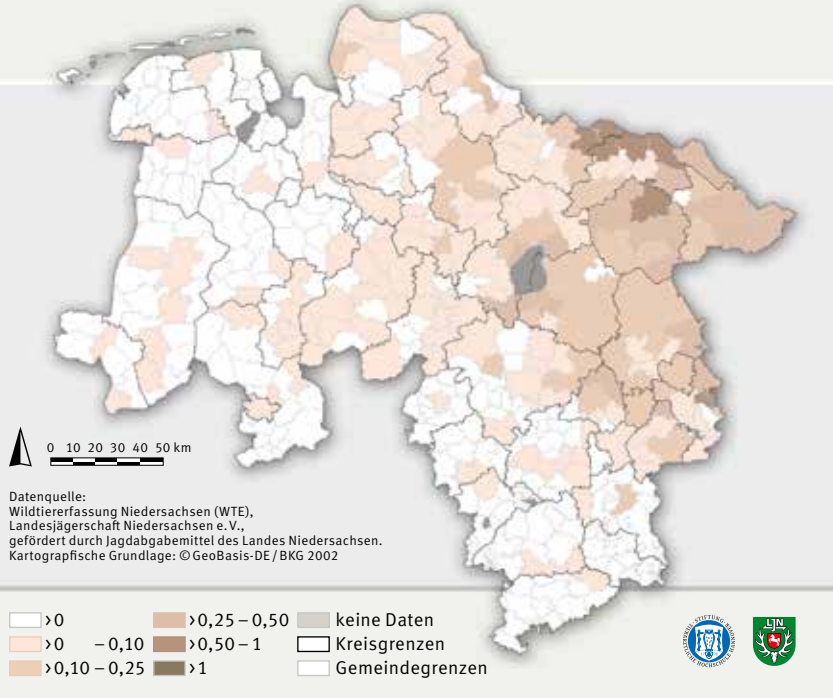 0 10 20 30 40 50 km
Datenquelle:
Wildtiererfassung Niedersachsen (WTE),
Landesjägerschaft Niedersachsen e. V.,
gefördert durch Jagdabgabemittel des Landes Niedersachsen.
Kartografische Grundlage: © GeoBasis-DE / BKG 2002
>0
>0 – 0,10
>0,10 – 0,25
>0,25 – 0,50
>0,50 – 1
>1
keine Daten
Kreisgrenzen
Gemeindegrenzen
LJN